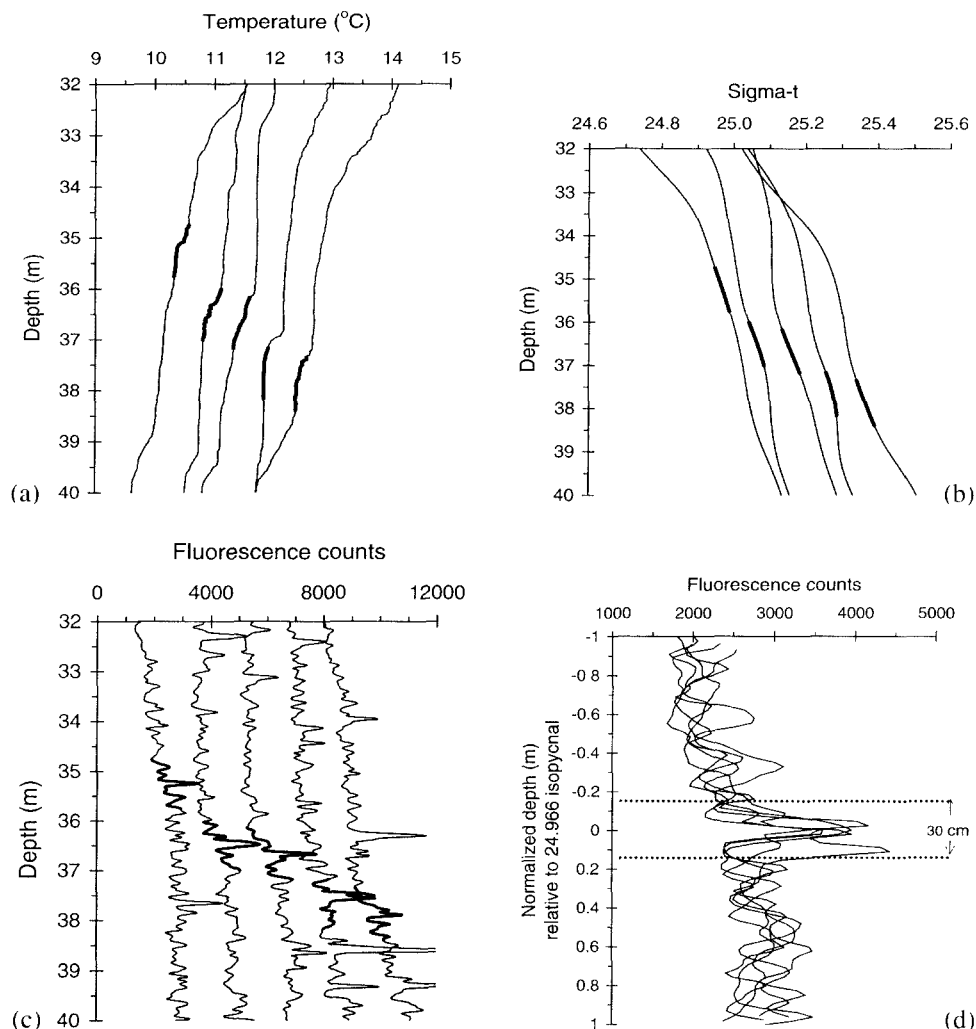 Temperature (°C)
9 10 11 12 13 14 15
32
33
34
35
36
37
38
39
40
Depth (m)
(a)
Sigma-t
24.6 24.8 25.0 25.2 25.4 25.6
32
33
34
35
36
37
38
39
40
Depth (m)
(b)
Fluorescence counts
0 4000 6000 8000 12000
32
33
34
35
36
37
38
39
40
Depth (m)
(c)
Fluorescence counts
1000 2000 3000 4000 5000
-1
-0.8
-0.6
-0.4
-0.2
0
0.2
0.4
0.6
0.8
1
Normalized depth (m)
relative to 24.966 isopycnal
30 cm
(d)